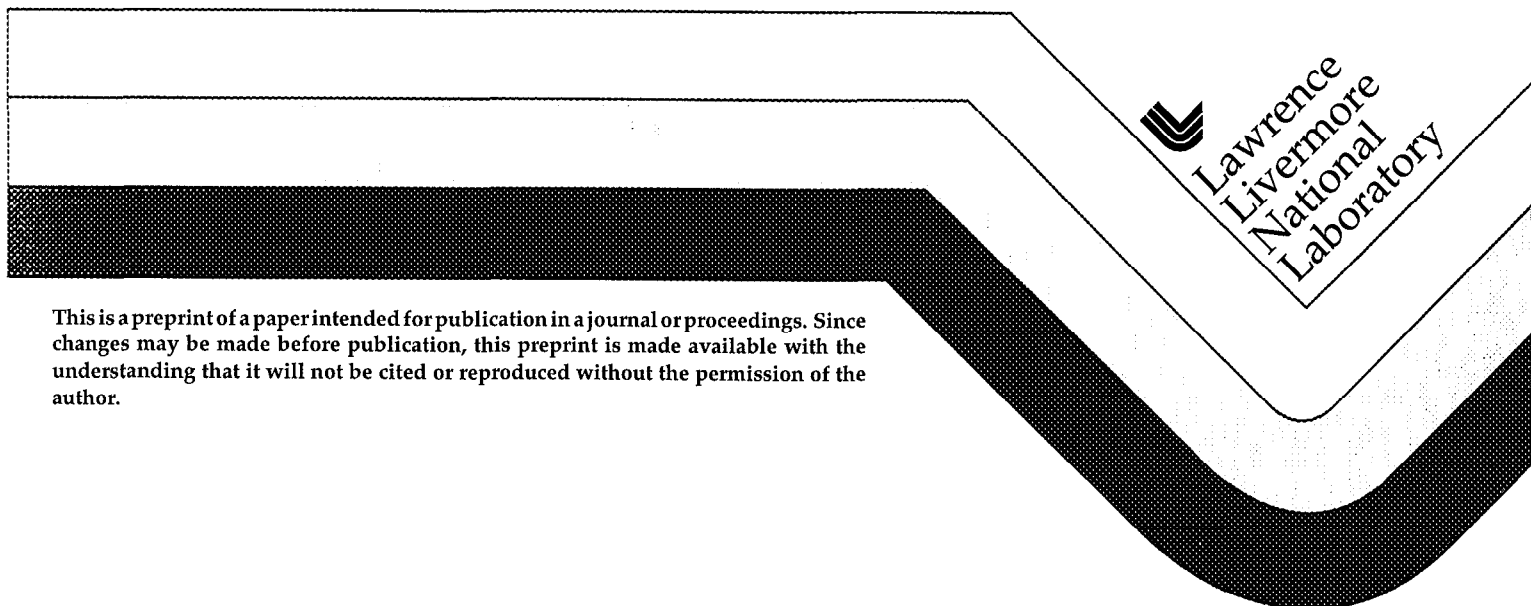 Lawrence
Livermore
National
Laboratory
This is a preprint of a paper intended for publication in a journal or proceedings. Since
changes may be made before publication, this preprint is made available with the
understanding that it will not be cited or reproduced without the permission of the
author.